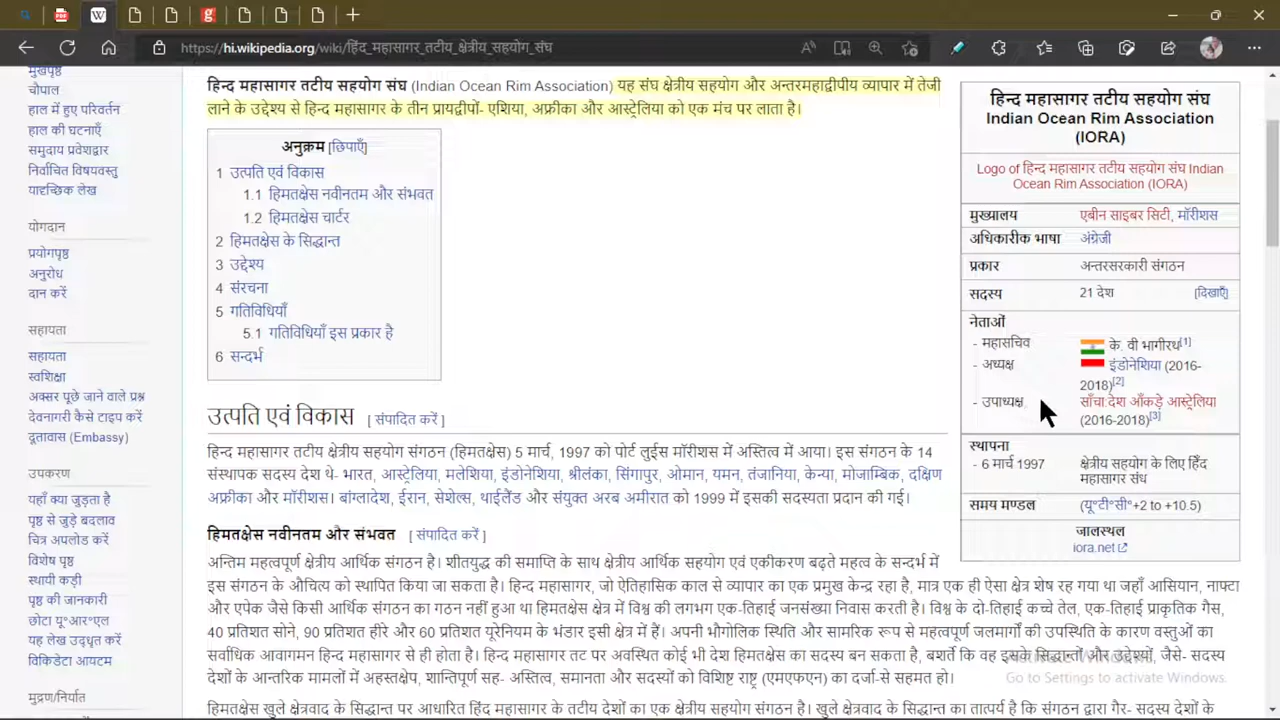 https://hi.wikipedia.org/wiki/हिंद_महासागर_तटीय_क्षेत्रीय_सहयोग_संघ
मुखपृष्ठ
चौपाल
हाल में हुए परिवर्तन
हाल की घटनाएँ
समुदाय प्रवेशद्वार
निर्वाचित विषयवस्तु
यादृच्छिक लेख
योगदान
प्रयोगपृष्ठ
अनुरोध
दान करें
सहायता
सहायता
स्वशिक्षा
अक्सर पूछे जाने वाले प्रश्न
देवनागरी कैसे टाइप करें
दूतावास (Embassy)
उपकरण
यहाँ क्या जुड़ता है
पृष्ठ से जुड़े बदलाव
चित्र अपलोड करें
विशेष पृष्ठ
स्थायी कड़ी
पृष्ठ की जानकारी
छोटा यू॰आर॰एल
यह लेख उद्धृत करें
विकिडेटा आयटम
मुद्रण/निर्यात
हिन्द महासागर तटीय सहयोग संघ (Indian Ocean Rim Association) यह संघ क्षेत्रीय सहयोग और अन्तरमहाद्वीपीय व्यापार में तेजी
लाने के उद्देश्य से हिन्द महासागर के तीन प्रायद्वीपों- एशिया, अफ्रीका और आस्ट्रेलिया को एक मंच पर लाता है।
अनुक्रम [छिपाएँ]
1 उत्पति एवं विकास
1.1 हिमतक्षेस नवीनतम और संभवत
1.2 हिमतक्षेस चार्टर
2 हिमतक्षेस के सिद्धान्त
3 उद्देश्य
4 संरचना
5 गतिविधियाँ
5.1 गतिविधियाँ इस प्रकार है
6 सन्दर्भ
उत्पति एवं विकास [ संपादित करें ]
हिन्द महासागर तटीय क्षेत्रीय सहयोग संगठन (हिमतक्षेस) 5 मार्च, 1997 को पोर्ट लुईस मॉरीशस में अस्तित्व में आया। इस संगठन के 14
संस्थापक सदस्य देश थे- भारत, आस्ट्रेलिया, मलेशिया, इंडोनेशिया, श्रीलंका, सिंगापुर, ओमान, यमन, तंजानिया, केन्या, मोजाम्बिक, दक्षिण
अफ्रीका और मॉरीशस। बांग्लादेश, ईरान, सेशेल्स, थाईलैंड और संयुक्त अरब अमीरात को 1999 में इसकी सदस्यता प्रदान की गई।
हिमतक्षेस नवीनतम और संभवत [ संपादित करें ]
अन्तिम महत्वपूर्ण क्षेत्रीय आर्थिक संगठन है। शीतयुद्ध की समाप्ति के साथ क्षेत्रीय आर्थिक सहयोग एवं एकीकरण बढ़ते महत्व के सन्दर्भ में
इस संगठन के औचित्य को स्थापित किया जा सकता है। हिन्द महासागर, जो ऐतिहासिक काल से व्यापार का एक प्रमुख केन्द्र रहा है, मात्र एक ही ऐसा क्षेत्र शेष रह गया था जहाँ आसियान, नाफ्टा
और एपेक जैसे किसी आर्थिक संगठन का गठन नहीं हुआ था हिमतक्षेस क्षेत्र में विश्व की लगभग एक-तिहाई जनसंख्या निवास करती है। विश्व के दो-तिहाई कच्चे तेल, एक-तिहाई प्राकृतिक गैस,
40 प्रतिशत सोने, 90 प्रतिशत हीरे और 60 प्रतिशत यूरेनियम के भंडार इसी क्षेत्र में हैं। अपनी भौगोलिक स्थिति और सामरिक रूप से महत्वपूर्ण जलमार्गों की उपस्थिति के कारण वस्तुओं का
सर्वाधिक आवागमन हिन्द महासागर से ही होता है। हिन्द महासागर तट पर अवस्थित कोई भी देश हिमतक्षेस का सदस्य बन सकता है, बशर्ते कि वह इसके सिद्धान्तों और उद्देश्यों, जैसे- सदस्य
देशों के आन्तरिक मामलों में अहस्तक्षेप, शान्तिपूर्ण सह- अस्तित्व, समानता और सदस्यों को विशिष्ट राष्ट्र (एमएफएन) का दर्जा-से सहमत हो।
हिमतक्षेस खुले क्षेत्रवाद के सिद्धान्त पर आधारित हिंद महासागर तटीय देशों का एक क्षेत्रीय सहयोग संगठन है। खुले क्षेत्रवाद के सिद्धान्त का तात्पर्य है कि संगठन द्वारा गैर- सदस्य देशों के
हिन्द महासागर तटीय सहयोग संघ
Indian Ocean Rim Association
(IORA)
Logo of हिन्द महासागर तटीय सहयोग संघ Indian
Ocean Rim Association (IORA)
मुख्यालय एबीन साइबर सिटी, मॉरीशस
अधिकारीक भाषा अंग्रेजी
प्रकार अन्तरसरकारी संगठन
सदस्य 21 देश [दिखाएँ]
नेताओं
- महासचिव के. वी भागीरथ[1]
- अध्यक्ष इंडोनेशिया (2016-
2018)[2]
- उपाध्यक्ष साँचा देश आँकड़े आस्ट्रेलिया
(2016-2018)[3]
स्थापना
- 6 मार्च 1997 क्षेत्रीय सहयोग के लिए हिंद
महासागर संघ
समय मण्डल (यू॰टी॰सी॰+2 to +10.5)
जालस्थल
iora.net
Go to Settings to activate Windows.